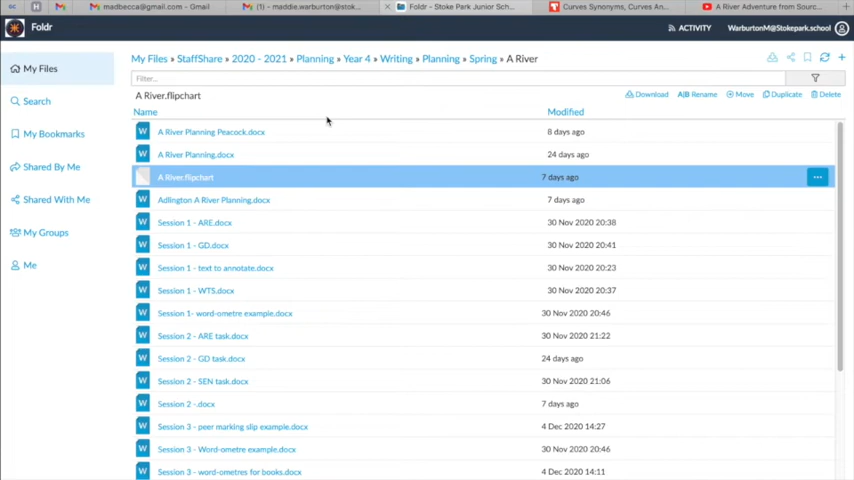 madbecca@gmail.com - Gmail
(1) - maddie.warburton@stok...
Foldr - Stoke Park Junior Sch...
Curves Synonyms, Curves An...
A River Adventure from Sourc...
Foldr
ACTIVITY
WarburtonM@Stokepark.school
My Files
My Files » StaffShare » 2020 - 2021 » Planning » Year 4 » Writing » Planning » Spring » A River
Filter...
A River.flipchart
Download
Rename
Move
Duplicate
Delete
Search
My Bookmarks
Shared By Me
Shared With Me
My Groups
Me
Name Modified
A River Planning Peacock.docx 8 days ago
A River Planning.docx 24 days ago
A River.flipchart 7 days ago
Adlington A River Planning.docx 7 days ago
Session 1 - ARE.docx 30 Nov 2020 20:38
Session 1 - GD.docx 30 Nov 2020 20:41
Session 1 - text to annotate.docx 30 Nov 2020 20:23
Session 1 - WTS.docx 30 Nov 2020 20:37
Session 1- word-ometre example.docx 30 Nov 2020 20:46
Session 2 - ARE task.docx 30 Nov 2020 21:22
Session 2 - GD task.docx 24 days ago
Session 2 - SEN task.docx 30 Nov 2020 21:06
Session 2 -.docx 7 days ago
Session 3 - peer marking slip example.docx 4 Dec 2020 14:27
Session 3 - Word-ometre example.docx 30 Nov 2020 20:46
Session 3 - word-ometres for books.docx 4 Dec 2020 14:11